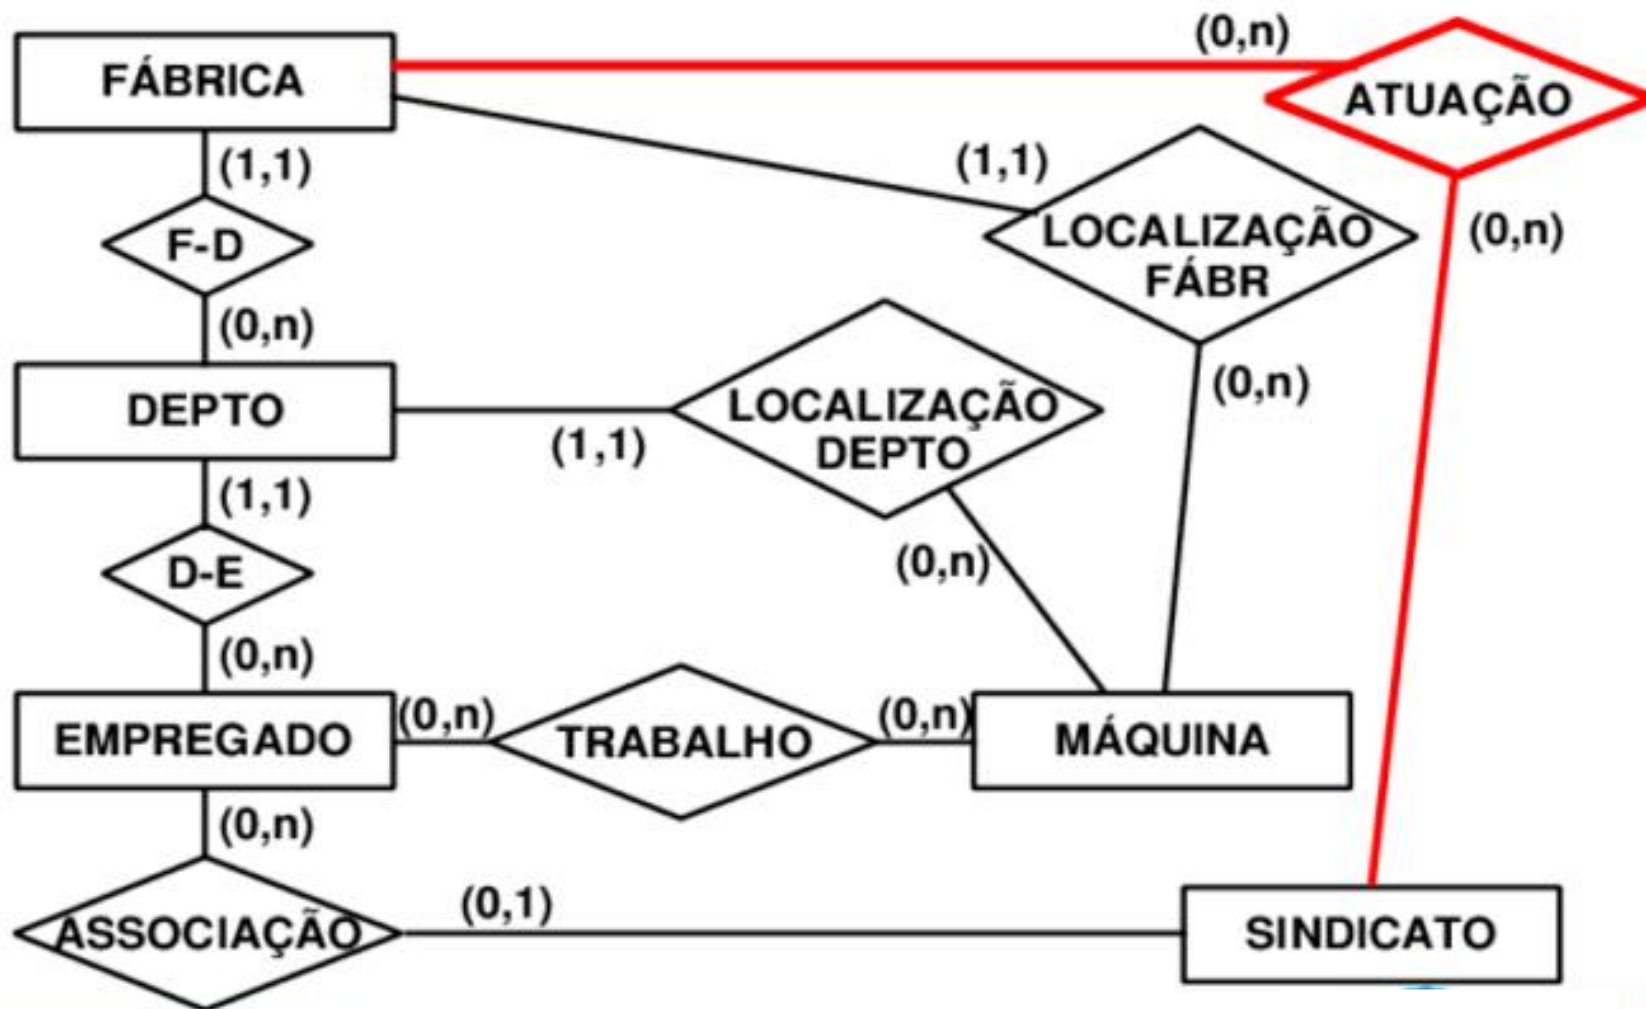 (0,n)
FÁBRICA
ATUAÇÃO
(1,1)
(1,1)
F-D
LOCALIZAÇÃO
FÁBR
(0,n)
(0,n)
(0,n)
DEPTO
LOCALIZAÇÃO
DEPTO
(1,1)
(1,1)
(0,n)
D-E
(0,n)
EMPREGADO
(0,n)
TRABALHO
(0,n)
MÁQUINA
(0,n)
ASSOCIAÇÃO
(0,1)
SINDICATO